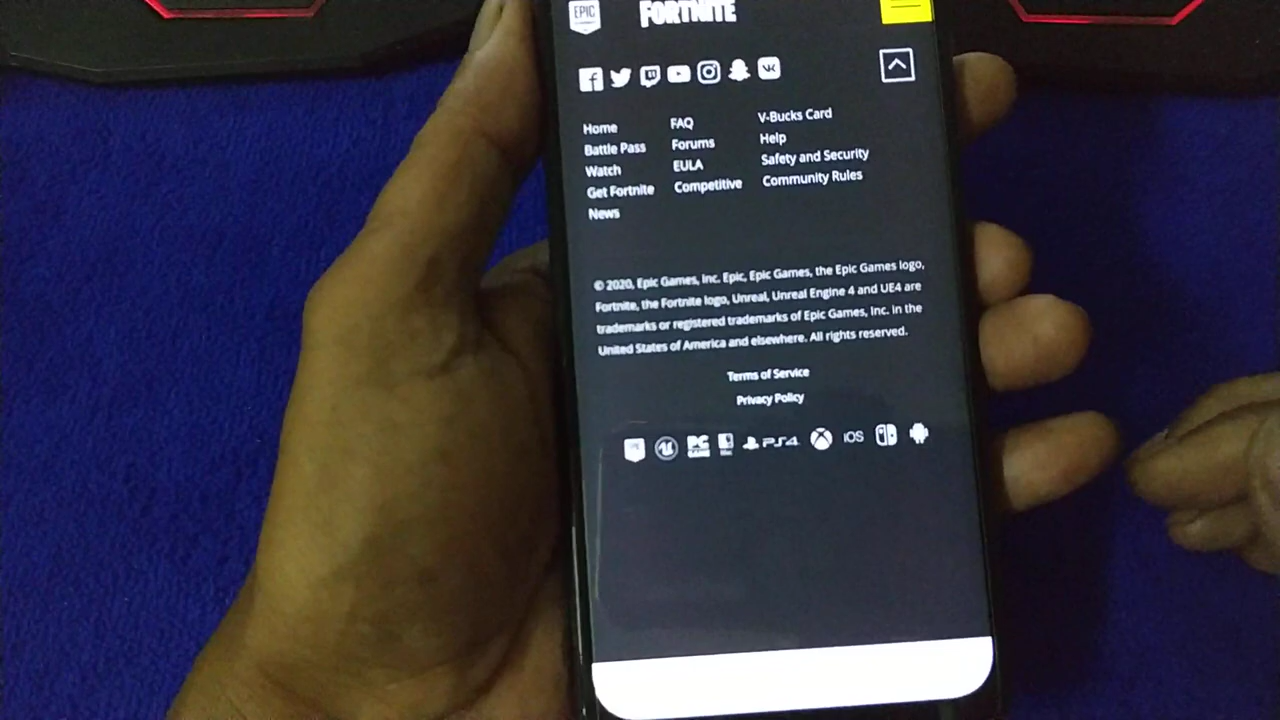 EPIC
FORTNITE
Home
Battle Pass
Watch
Get Fortnite
News
FAQ
Forums
EULA
Competitive
V-Bucks Card
Help
Safety and Security
Community Rules
© 2020, Epic Games, Inc. Epic, Epic Games, the Epic Games logo,
Fortnite, the Fortnite logo, Unreal, Unreal Engine 4 and UE4 are
trademarks or registered trademarks of Epic Games, Inc. in the
United States of America and elsewhere. All rights reserved.
Terms of Service
Privacy Policy
PC GAME PS4 iOS